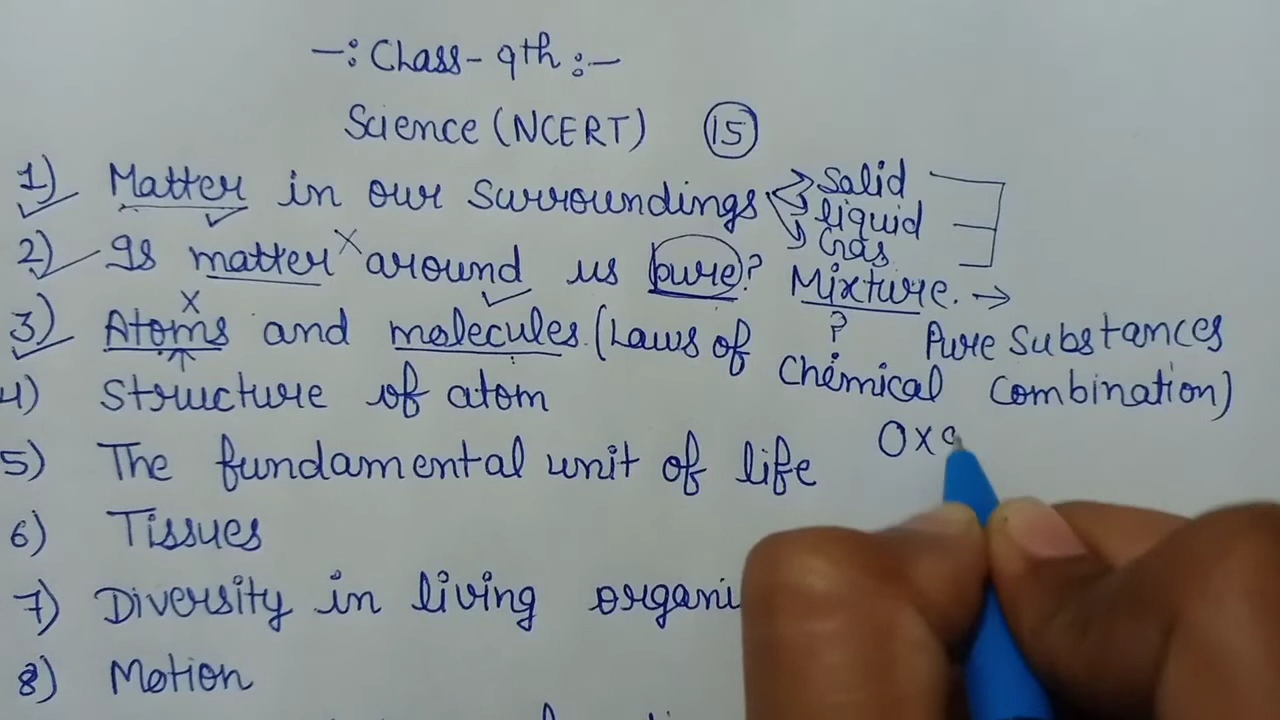 -: Class- 9th :-
Science (NCERT) 15
1) Matter in our surroundings Salid
liquid
Gas
2) Is matter x around us pure? Mixture. →
?
Pure Substances
x
3) Atoms and molecules. (Laws of Chemical Combination)
4) Structure of atom
5) The fundamental unit of life Ox
6) Tissues
7) Diversity in living organi
8) Motion